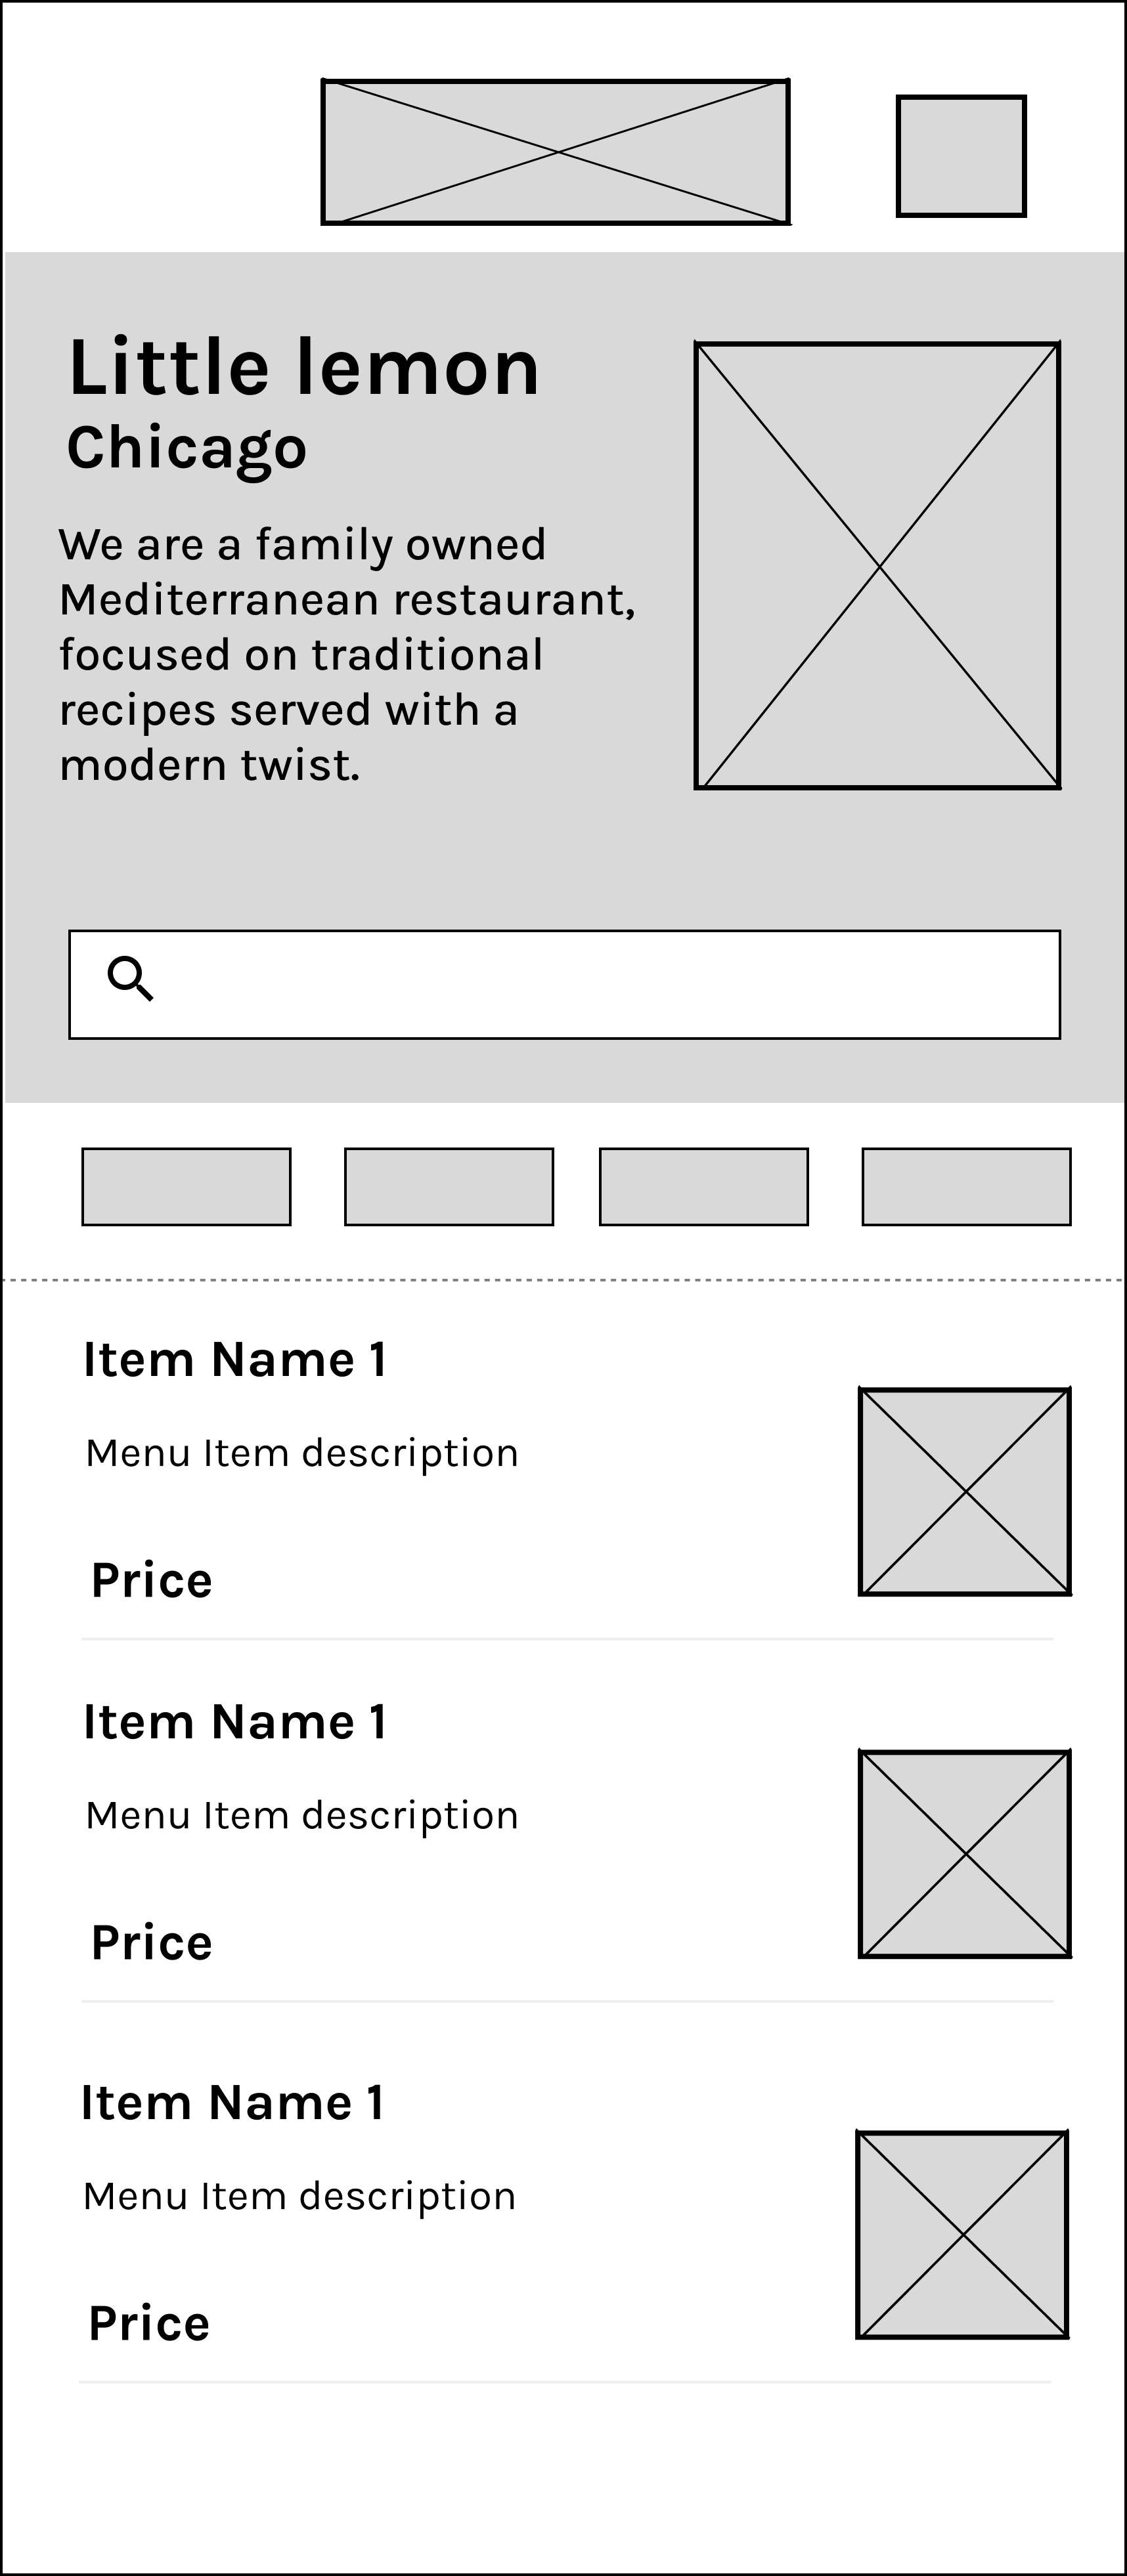 Little lemon
Chicago
We are a family owned
Mediterranean restaurant,
focused on traditional
recipes served with a
modern twist.
Item Name 1
Menu Item description
Price
Item Name 1
Menu Item description
Price
Item Name 1
Menu Item description
Price